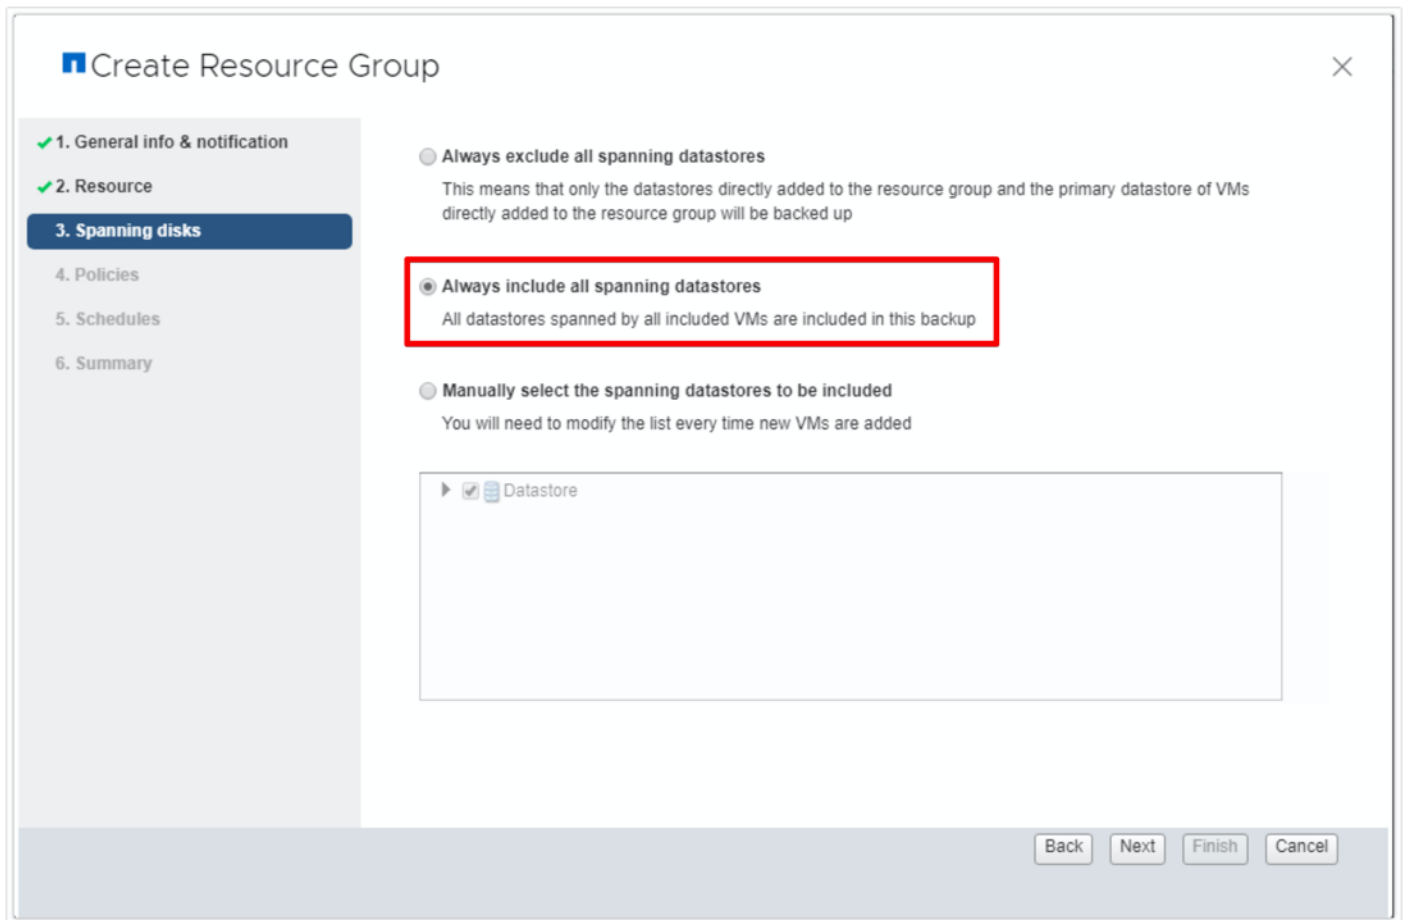 Create Resource Group
1. General info & notification
2. Resource
3. Spanning disks
4. Policies
5. Schedules
6. Summary
Always exclude all spanning datastores
This means that only the datastores directly added to the resource group and the primary datastore of VMs
directly added to the resource group will be backed up
Always include all spanning datastores
All datastores spanned by all included VMs are included in this backup
Manually select the spanning datastores to be included
You will need to modify the list every time new VMs are added
Datastore
Back Next Finish Cancel